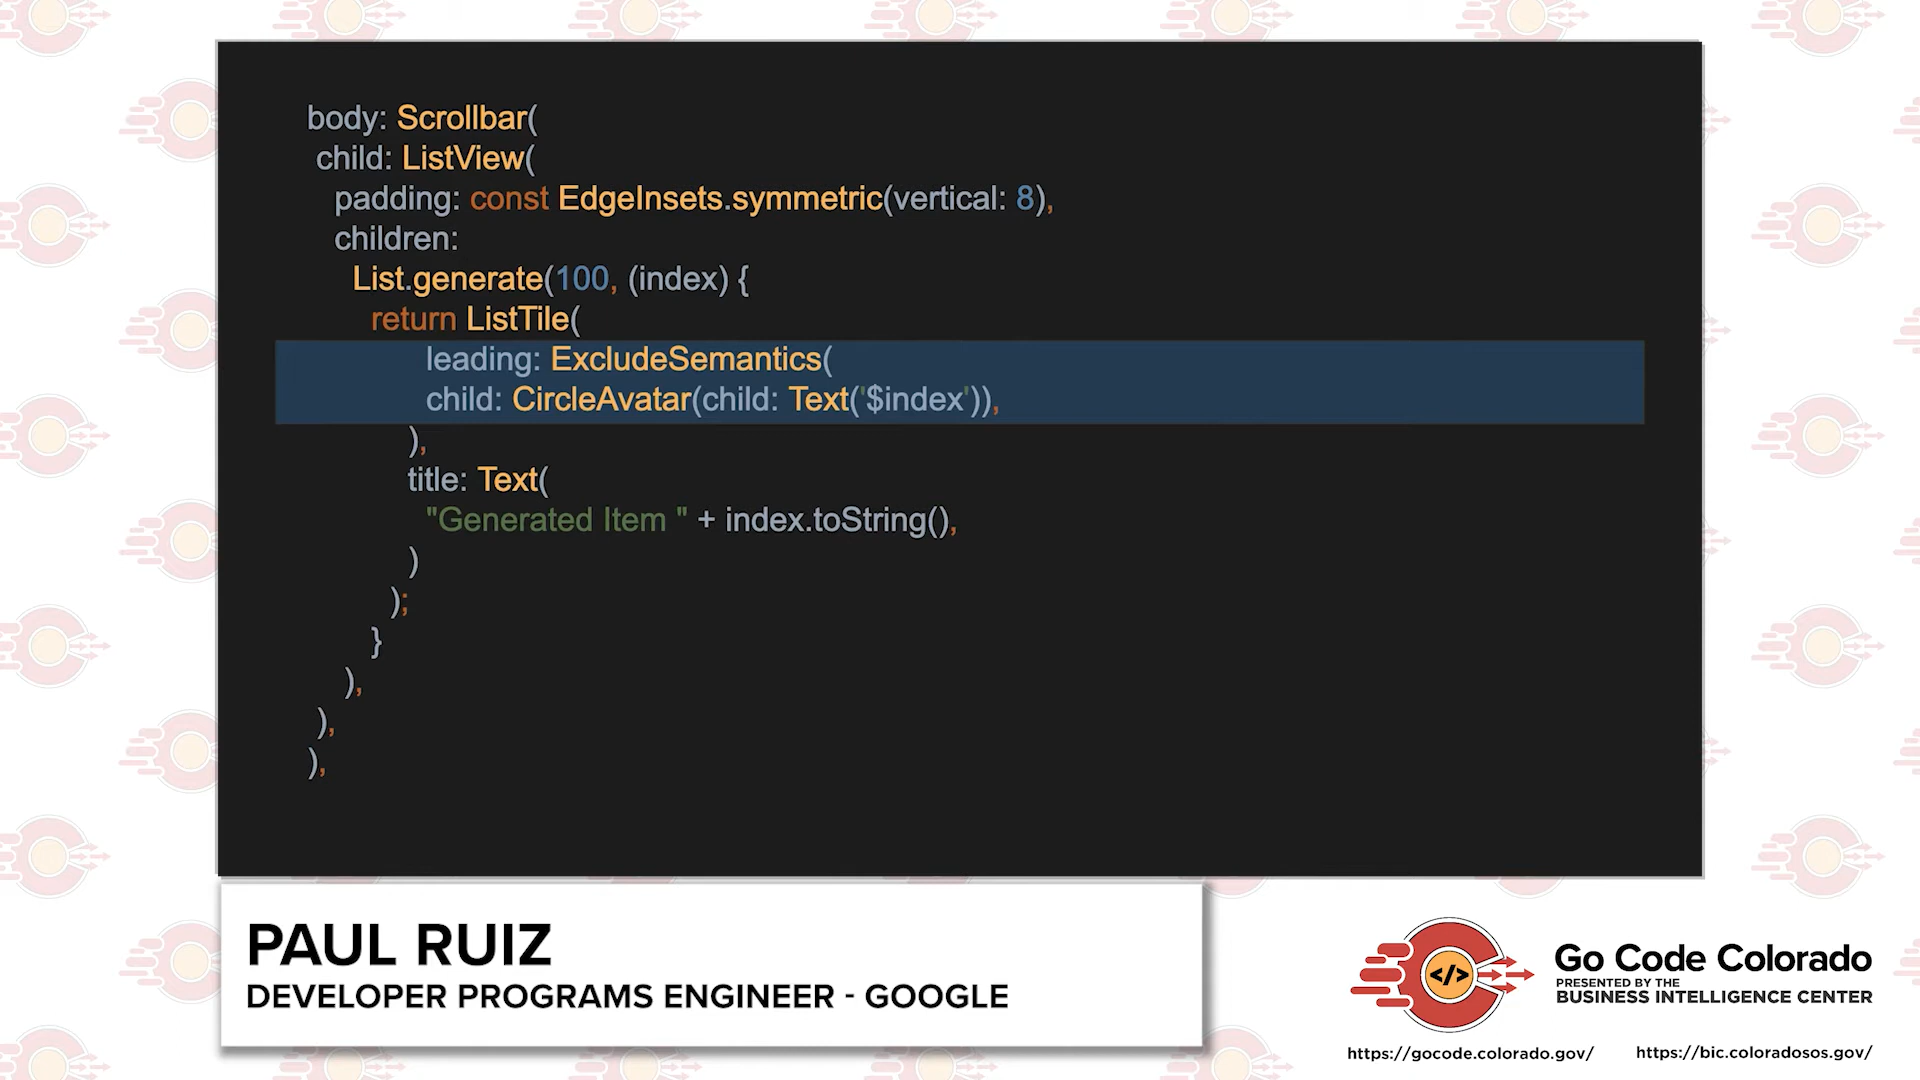 body: Scrollbar(
child: ListView(
padding: const EdgeInsets.symmetric(vertical: 8),
children:
List.generate(100, (index) {
return ListTile(
leading: ExcludeSemantics(
child: CircleAvatar(child: Text('$index')),
),
title: Text(
"Generated Item " + index.toString(),
)
);
}
),
),
),
PAUL RUIZ
DEVELOPER PROGRAMS ENGINEER - GOOGLE
</>
Go Code Colorado
PRESENTED BY THE
BUSINESS INTELLIGENCE CENTER
https://gocode.colorado.gov/
https://bic.coloradosos.gov/